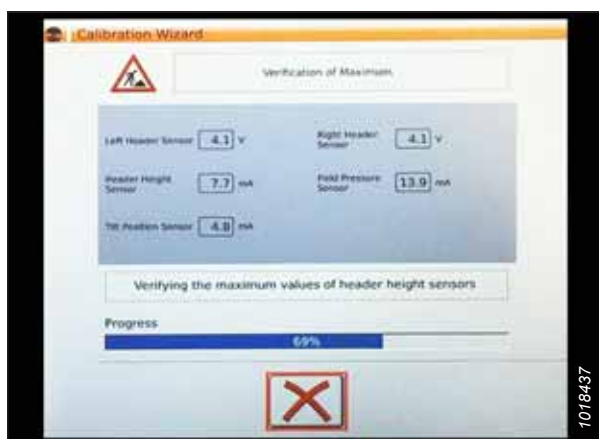 Calibration Wizard
Verification of Maximum
Left Header Sensor 4.1 V
Right Header
Sensor 4.1 V
Header Height
Sensor 7.7 mA
Field Pressure
Sensor 13.9 mA
Tilt Position Sensor 4.8 mA
Verifying the maximum values of header height sensors
Progress
69%
1018437